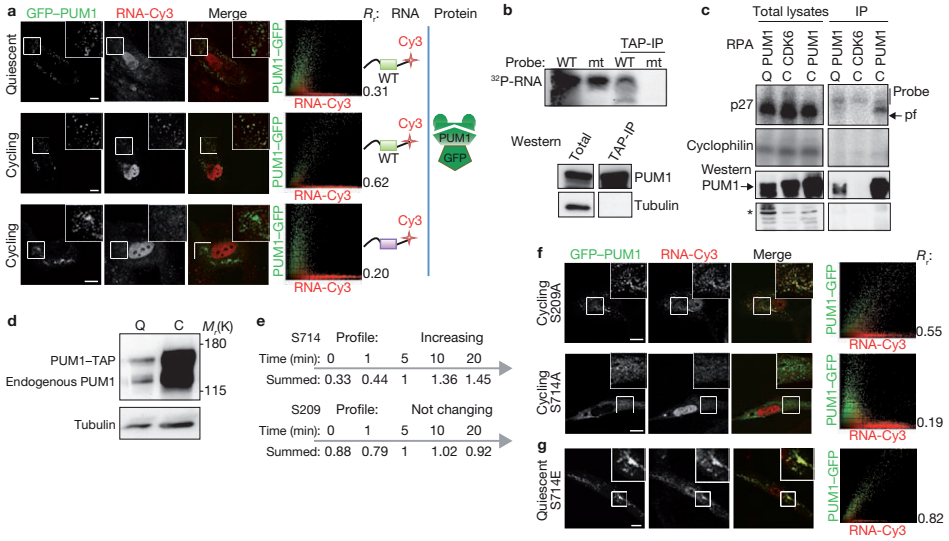 a
GFP–PUM1
RNA-Cy3
Merge
Rr:
RNA
Protein
Quiescent
PUM1–GFP
RNA-Cy3
0.31
Cy3
WT
Cycling
PUM1–GFP
RNA-Cy3
0.62
Cy3
WT
PUM1
GFP
Cycling
PUM1–GFP
RNA-Cy3
0.20
Cy3
b
TAP-IP
Probe: WT mt WT mt
32P-RNA
Western
Total
TAP-IP
PUM1
Tubulin
c
Total lysates
IP
RPA
Q PUM1
C CDK6
C PUM1
Q PUM1
C CDK6
C PUM1
p27
Probe
pf
Cyclophilin
Western
PUM1
*
d
Q C Mr(K)
180
PUM1–TAP
Endogenous PUM1
115
Tubulin
e
S714 Profile: Increasing
Time (min): 0 1 5 10 20
Summed: 0.33 0.44 1 1.36 1.45
S209 Profile: Not changing
Time (min): 0 1 5 10 20
Summed: 0.88 0.79 1 1.02 0.92
f
GFP–PUM1
RNA-Cy3
Merge
Rr:
Cycling
S209A
PUM1–GFP
RNA-Cy3
0.55
Cycling
S714A
PUM1–GFP
RNA-Cy3
0.19
g
Quiescent
S714E
PUM1–GFP
RNA-Cy3
0.82